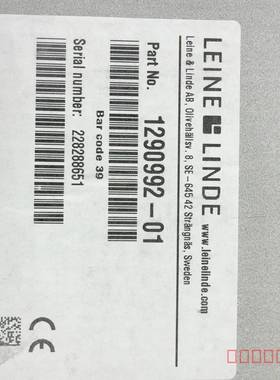 LEINE LINDE
Leine & Linde AB, Olivehällsv. 8, SE – 645 42 Strängnäs, Sweden
www.leinelinde.com
Part No. 1290992-01
Bar code 39
Serial number: 228288651
CE